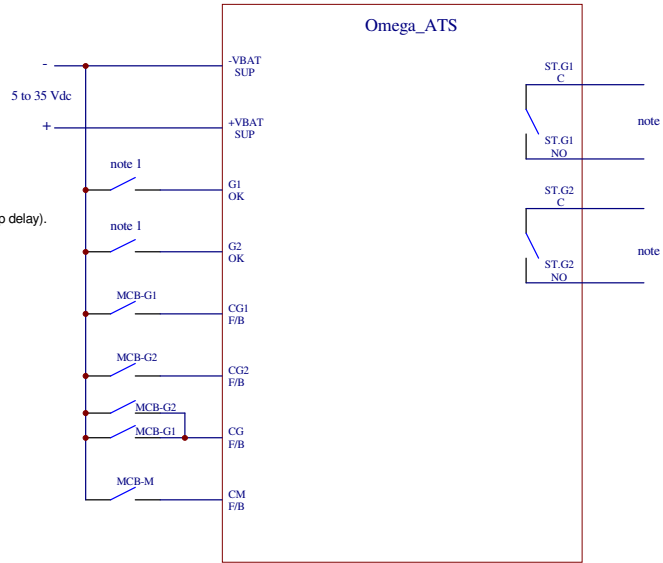 Omega_ATS
-
-VBAT
SUP
5 to 35 Vdc
+
+VBAT
SUP
note 1
G1
OK
p delay).
note 1
G2
OK
MCB-G1
CG1
F/B
MCB-G2
CG2
F/B
MCB-G2
MCB-G1
CG
F/B
MCB-M
CM
F/B
ST.G1
C
note
ST.G1
NO
ST.G2
C
note
ST.G2
NO